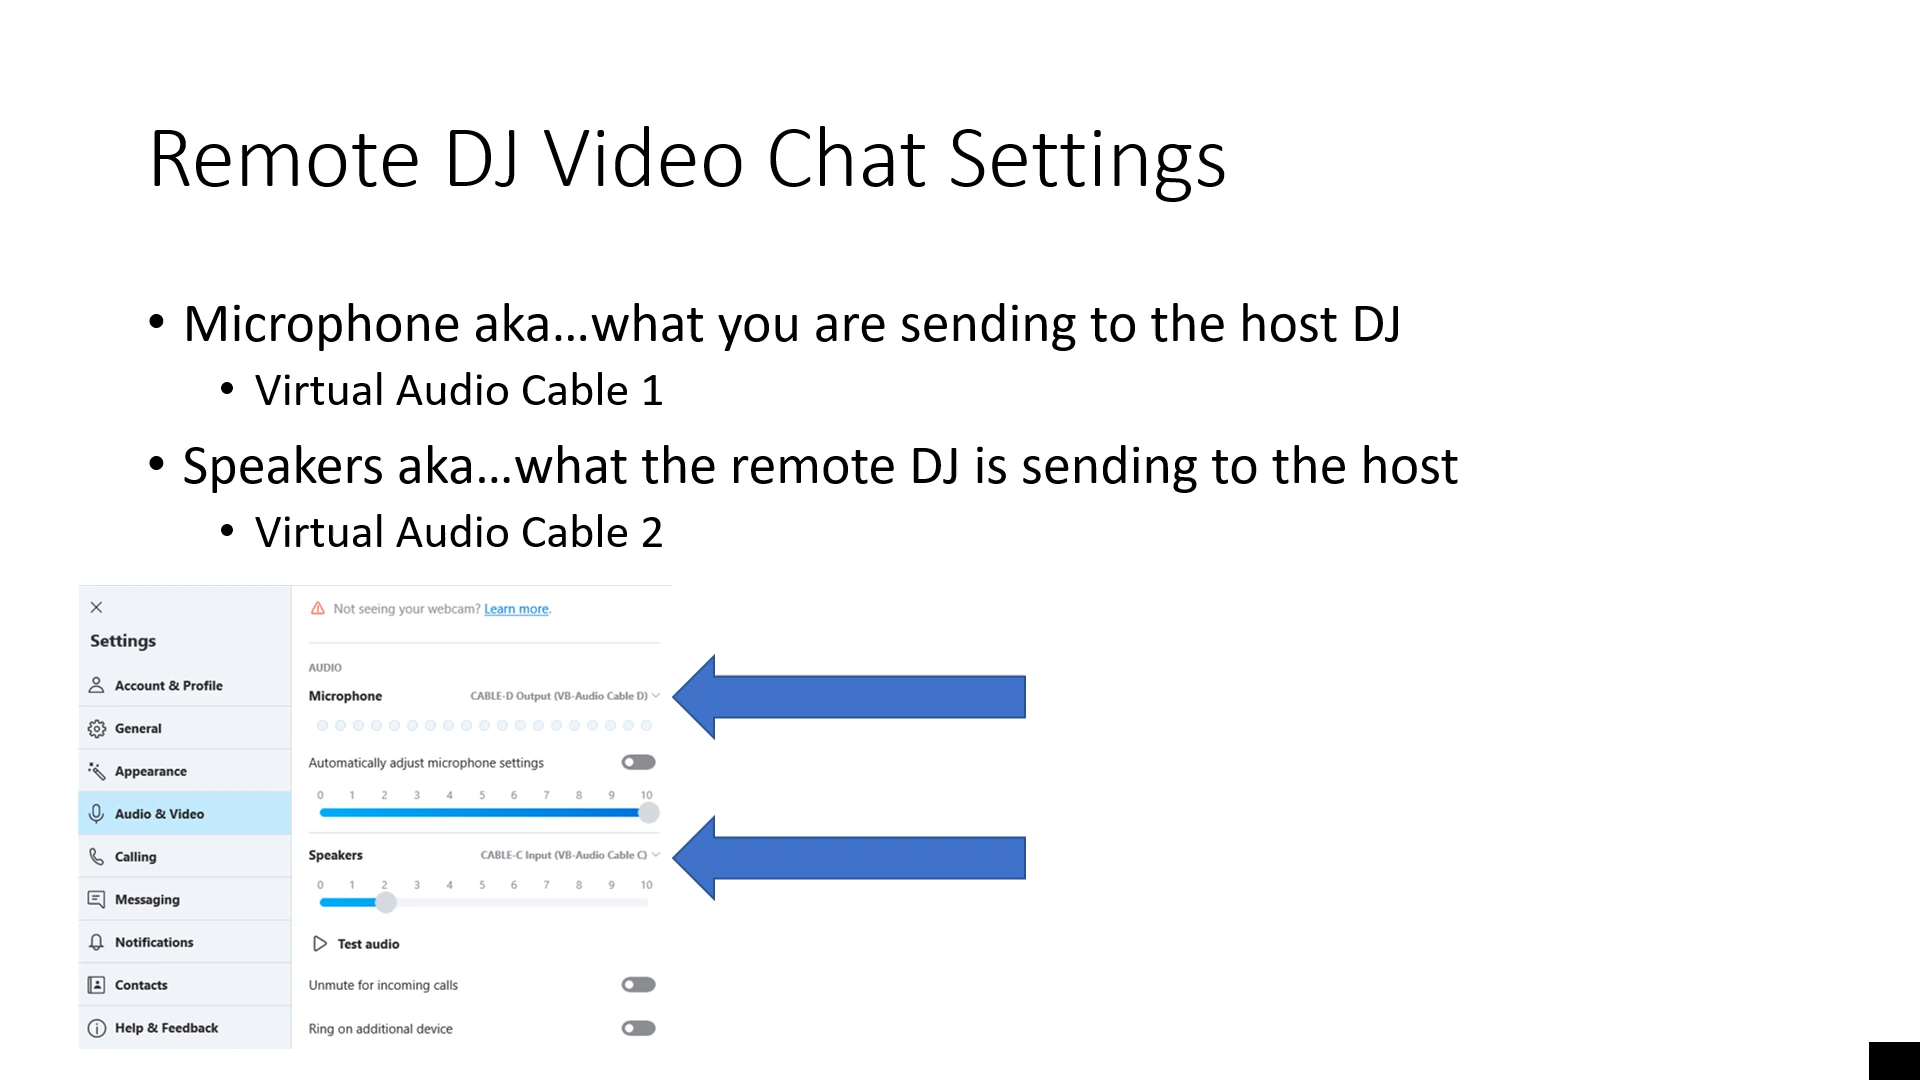 Remote DJ Video Chat Settings
• Microphone aka...what you are sending to the host DJ
• Virtual Audio Cable 1
• Speakers aka...what the remote DJ is sending to the host
• Virtual Audio Cable 2
Settings
Account & Profile
General
Appearance
Audio & Video
Calling
Messaging
Notifications
Contacts
Help & Feedback
Not seeing your webcam? Learn more.
AUDIO
Microphone CABLE-D Output (VB-Audio Cable D)
Automatically adjust microphone settings
0 1 2 3 4 5 6 7 8 9 10
Speakers CABLE-C Input (VB-Audio Cable C)
0 1 2 3 4 5 6 7 8 9 10
Test audio
Unmute for incoming calls
Ring on additional device